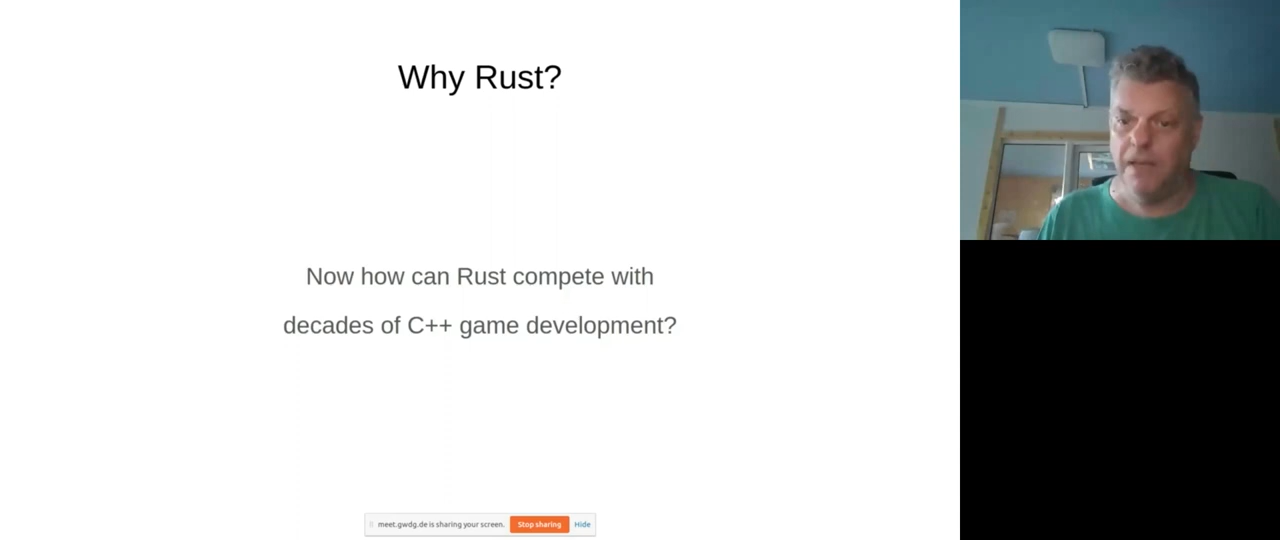 Why Rust?
Now how can Rust compete with
decades of C++ game development?
meet.gwdg.de is sharing your screen. Stop sharing Hide